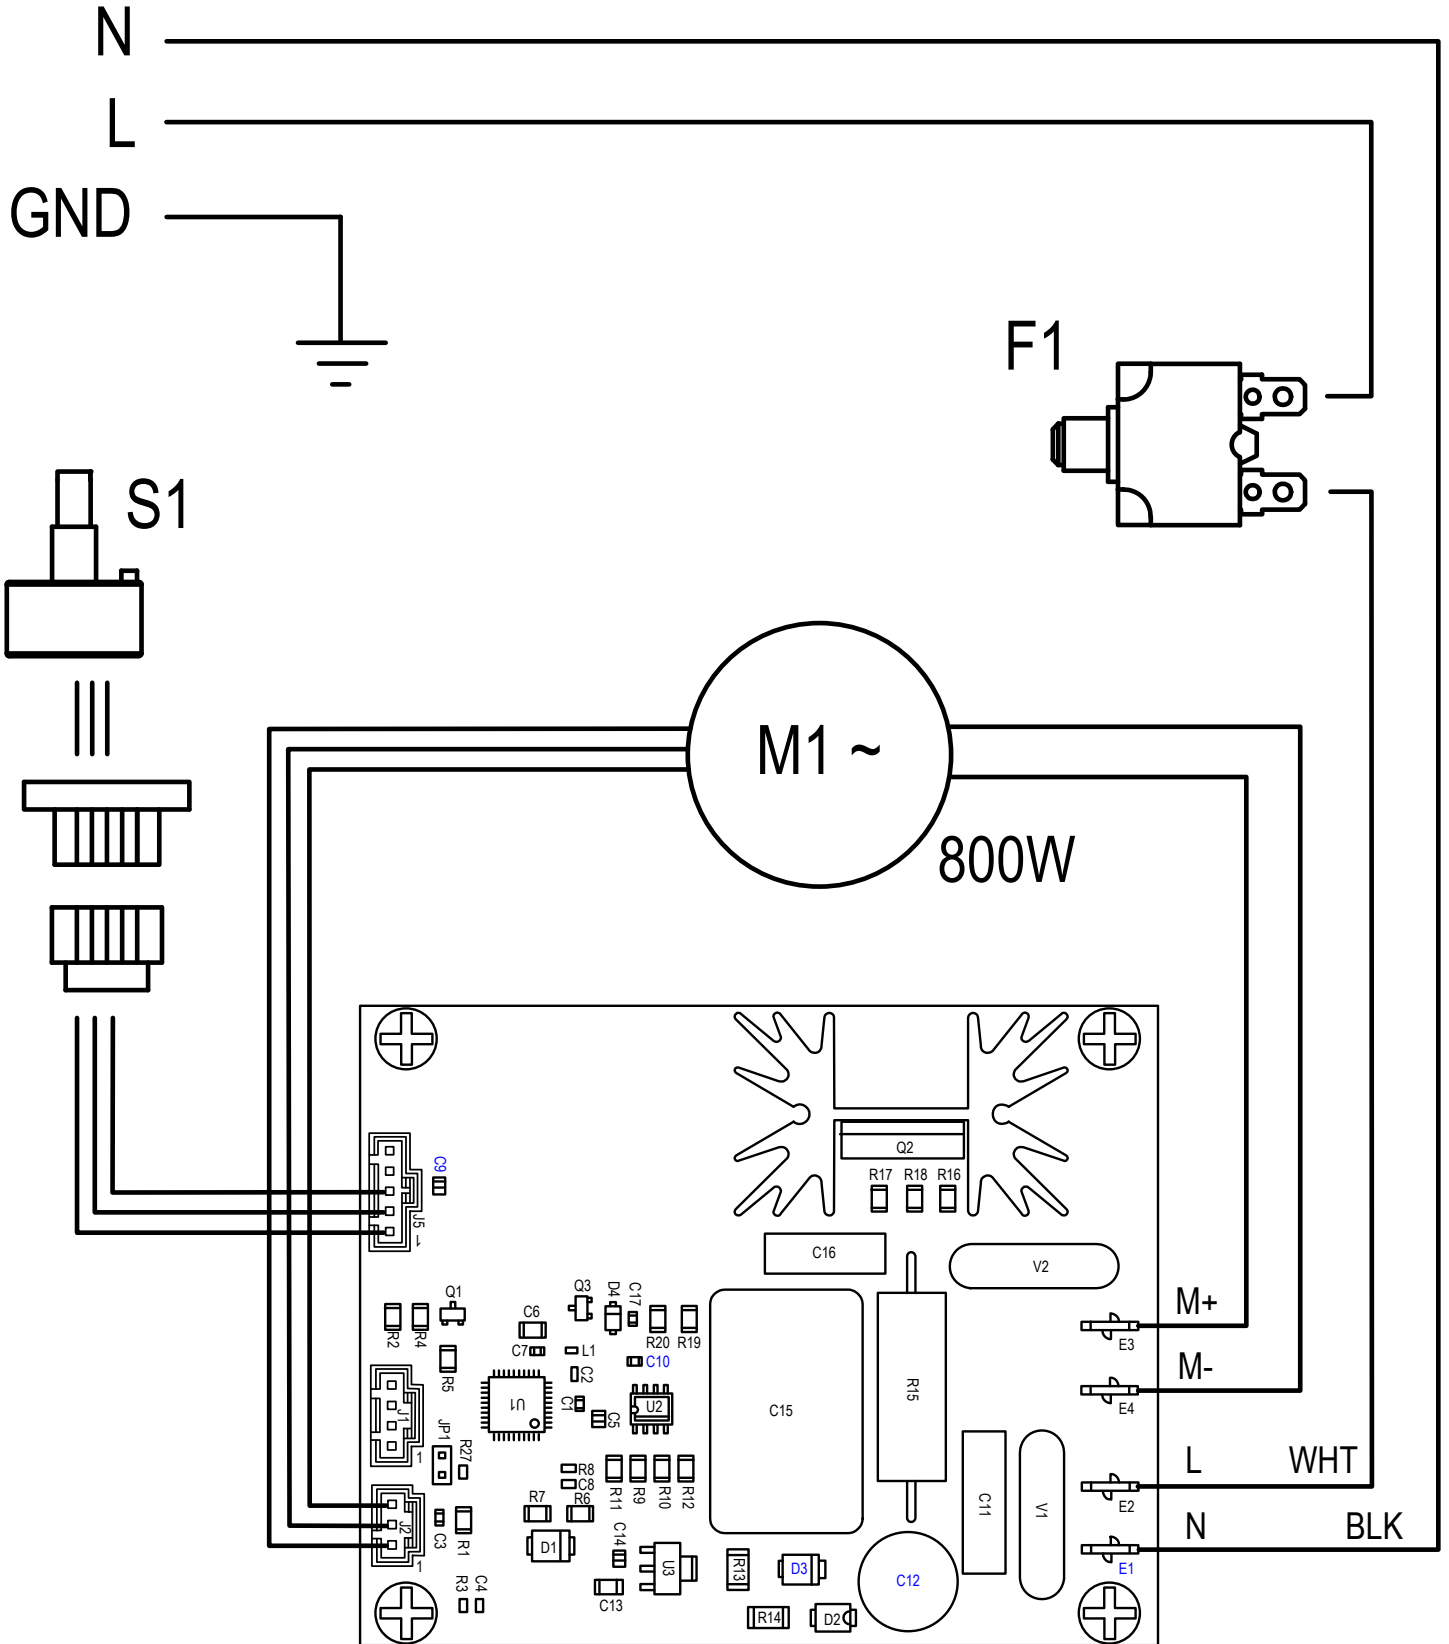 N
L
GND
F1
S1
M1 ~
800W
Q2
R17
R18
R16
C9
J5
1
C16
V2
M+
E3
Q1
Q3
D4
C17
C6
R2
R4
R20
R19
C7
L1
C10
C2
R5
M-
E4
J1
1
U1
C1
C5
U2
C15
R15
JP1
R27
R8
C8
L
WHT
E2
R7
R6
R11
R9
R10
R12
C11
V1
N
BLK
J2
1
C3
R1
D1
C14
U3
R13
D3
C12
E1
R3
C4
C13
R14
D2